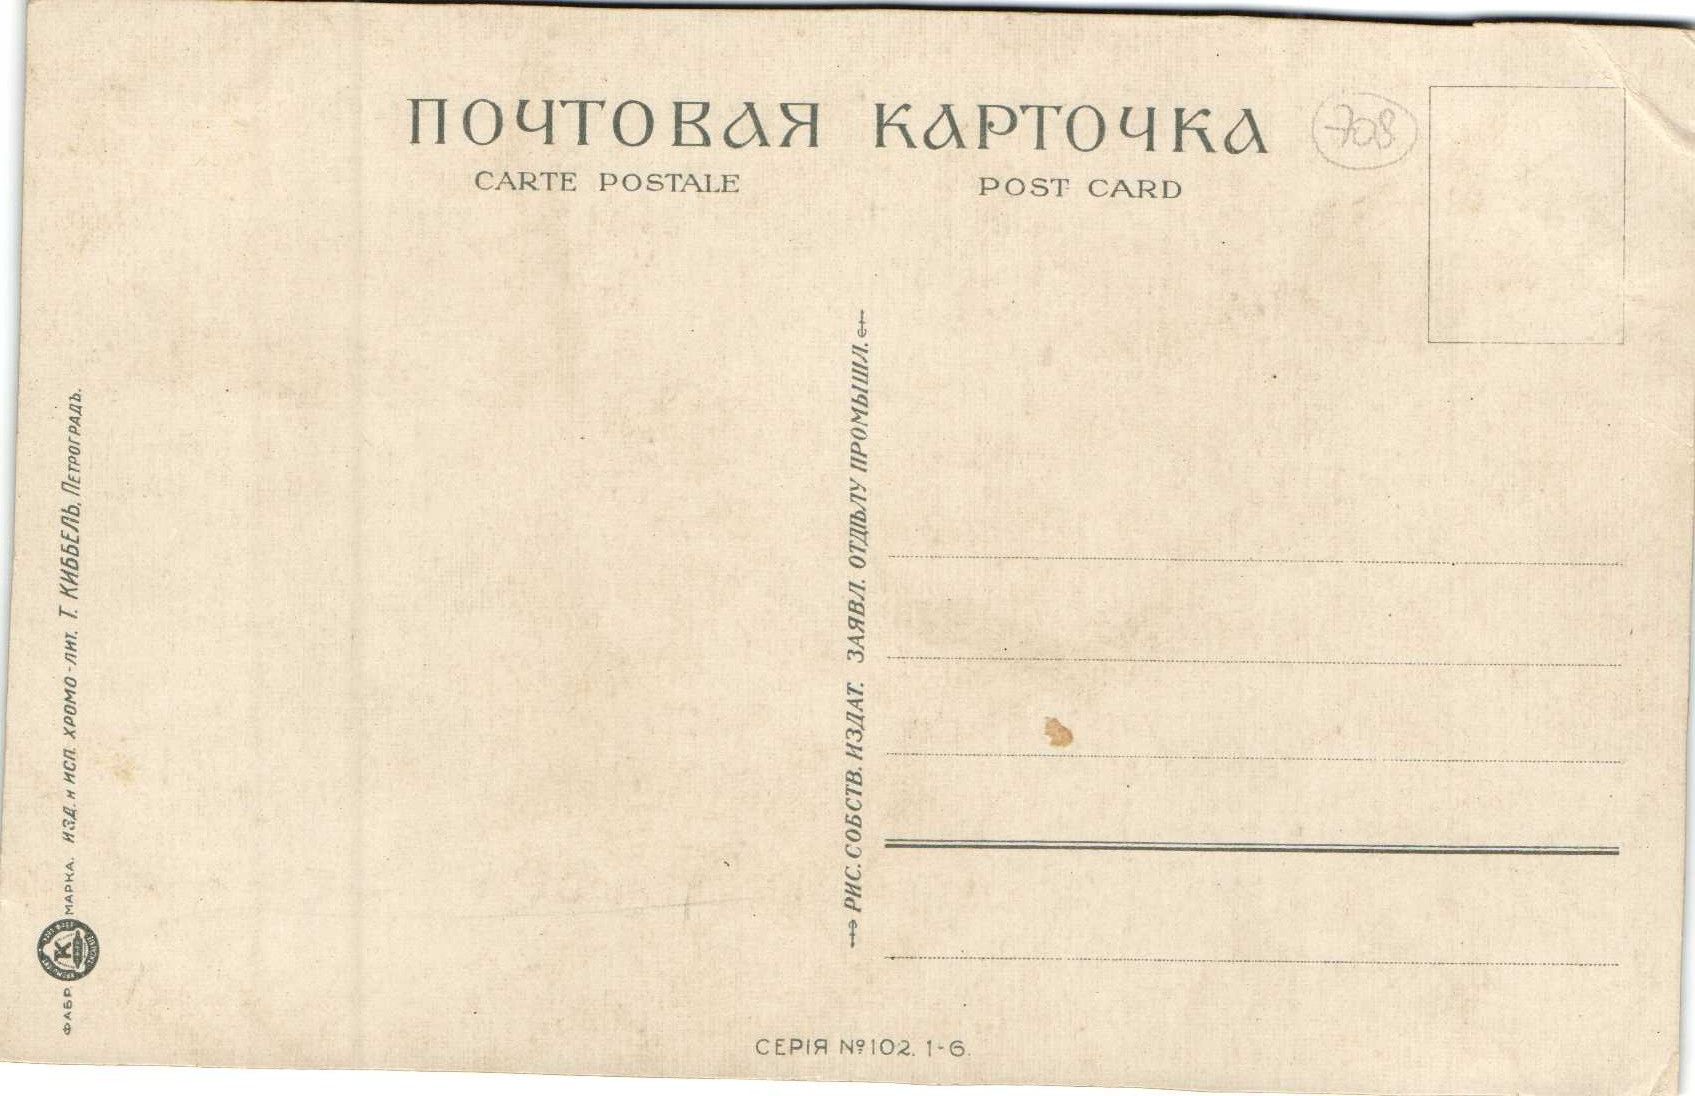 ПОЧТОВАЯ КАРТОЧКА
CARTE POSTALE POST CARD
708
РИС. СОБСТВ. ИЗДАТ. ЗАЯВЛ. ОТДѢЛУ ПРОМЫШЛ.
ФАБР. МАРКА. ИЗД. И ИСП. ХРОМО-ЛИТ. Т. КИББЕЛЬ, ПЕТРОГРАДЪ.
К
СЕРІЯ №102. 1-6.